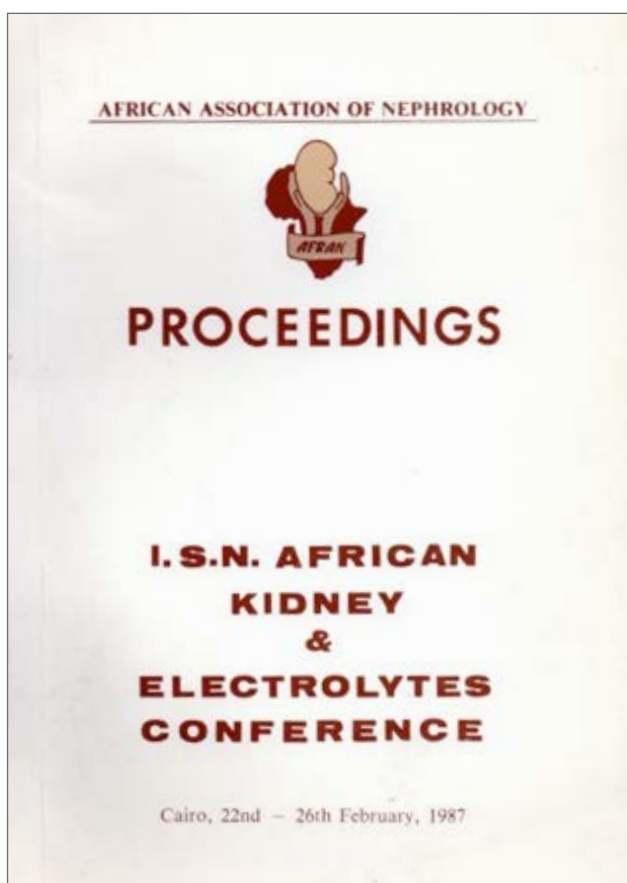 AFRICAN ASSOCIATION OF NEPHROLOGY
AFRAN
PROCEEDINGS
I.S.N. AFRICAN
KIDNEY
&
ELECTROLYTES
CONFERENCE
Cairo, 22nd – 26th February, 1987